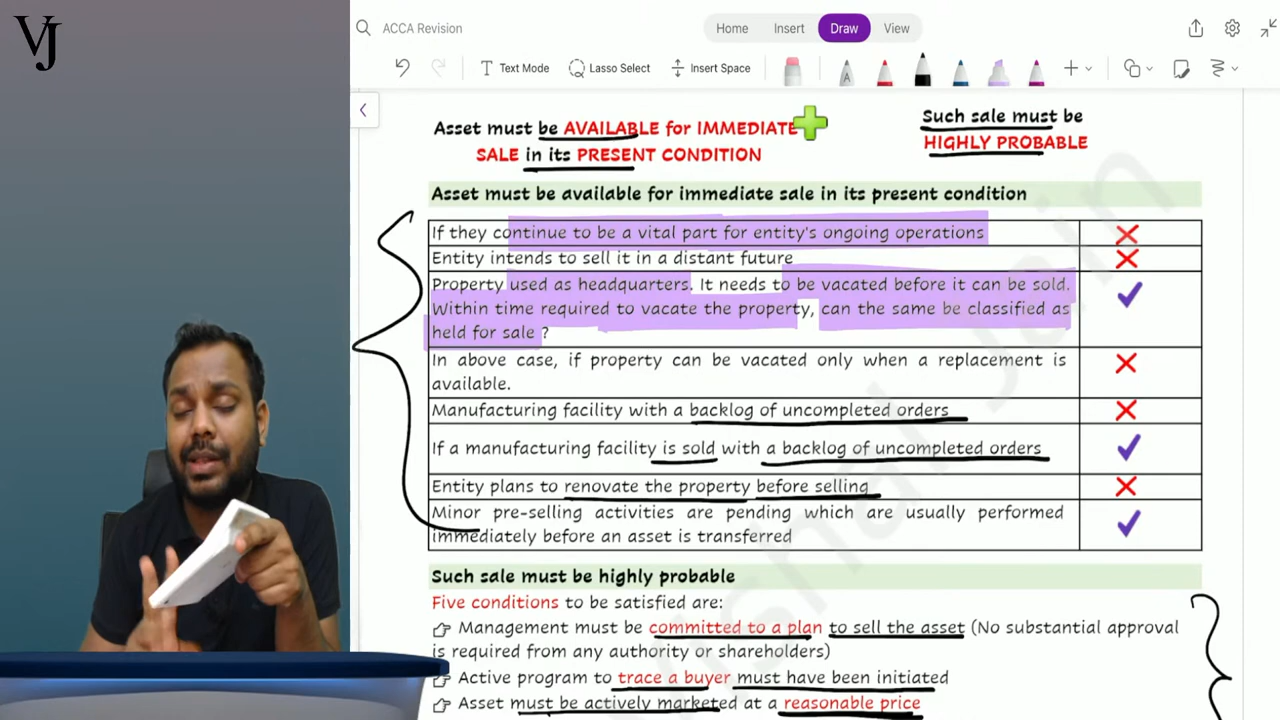 VJ
ACCA Revision
Home Insert Draw View
Text Mode Lasso Select Insert Space
A
Asset must be AVAILABLE for IMMEDIATE
SALE in its PRESENT CONDITION
Such sale must be
HIGHLY PROBABLE
Asset must be available for immediate sale in its present condition
If they continue to be a vital part for entity's ongoing operations
Entity intends to sell it in a distant future
Property used as headquarters. It needs to be vacated before it can be sold.
Within time required to vacate the property, can the same be classified as
held for sale ?
In above case, if property can be vacated only when a replacement is
available.
Manufacturing facility with a backlog of uncompleted orders
If a manufacturing facility is sold with a backlog of uncompleted orders
Entity plans to renovate the property before selling
Minor pre-selling activities are pending which are usually performed
immediately before an asset is transferred
Such sale must be highly probable
Five conditions to be satisfied are:
Management must be committed to a plan to sell the asset (No substantial approval
is required from any authority or shareholders)
Active program to trace a buyer must have been initiated
Asset must be actively marketed at a reasonable price
Vishal Jain